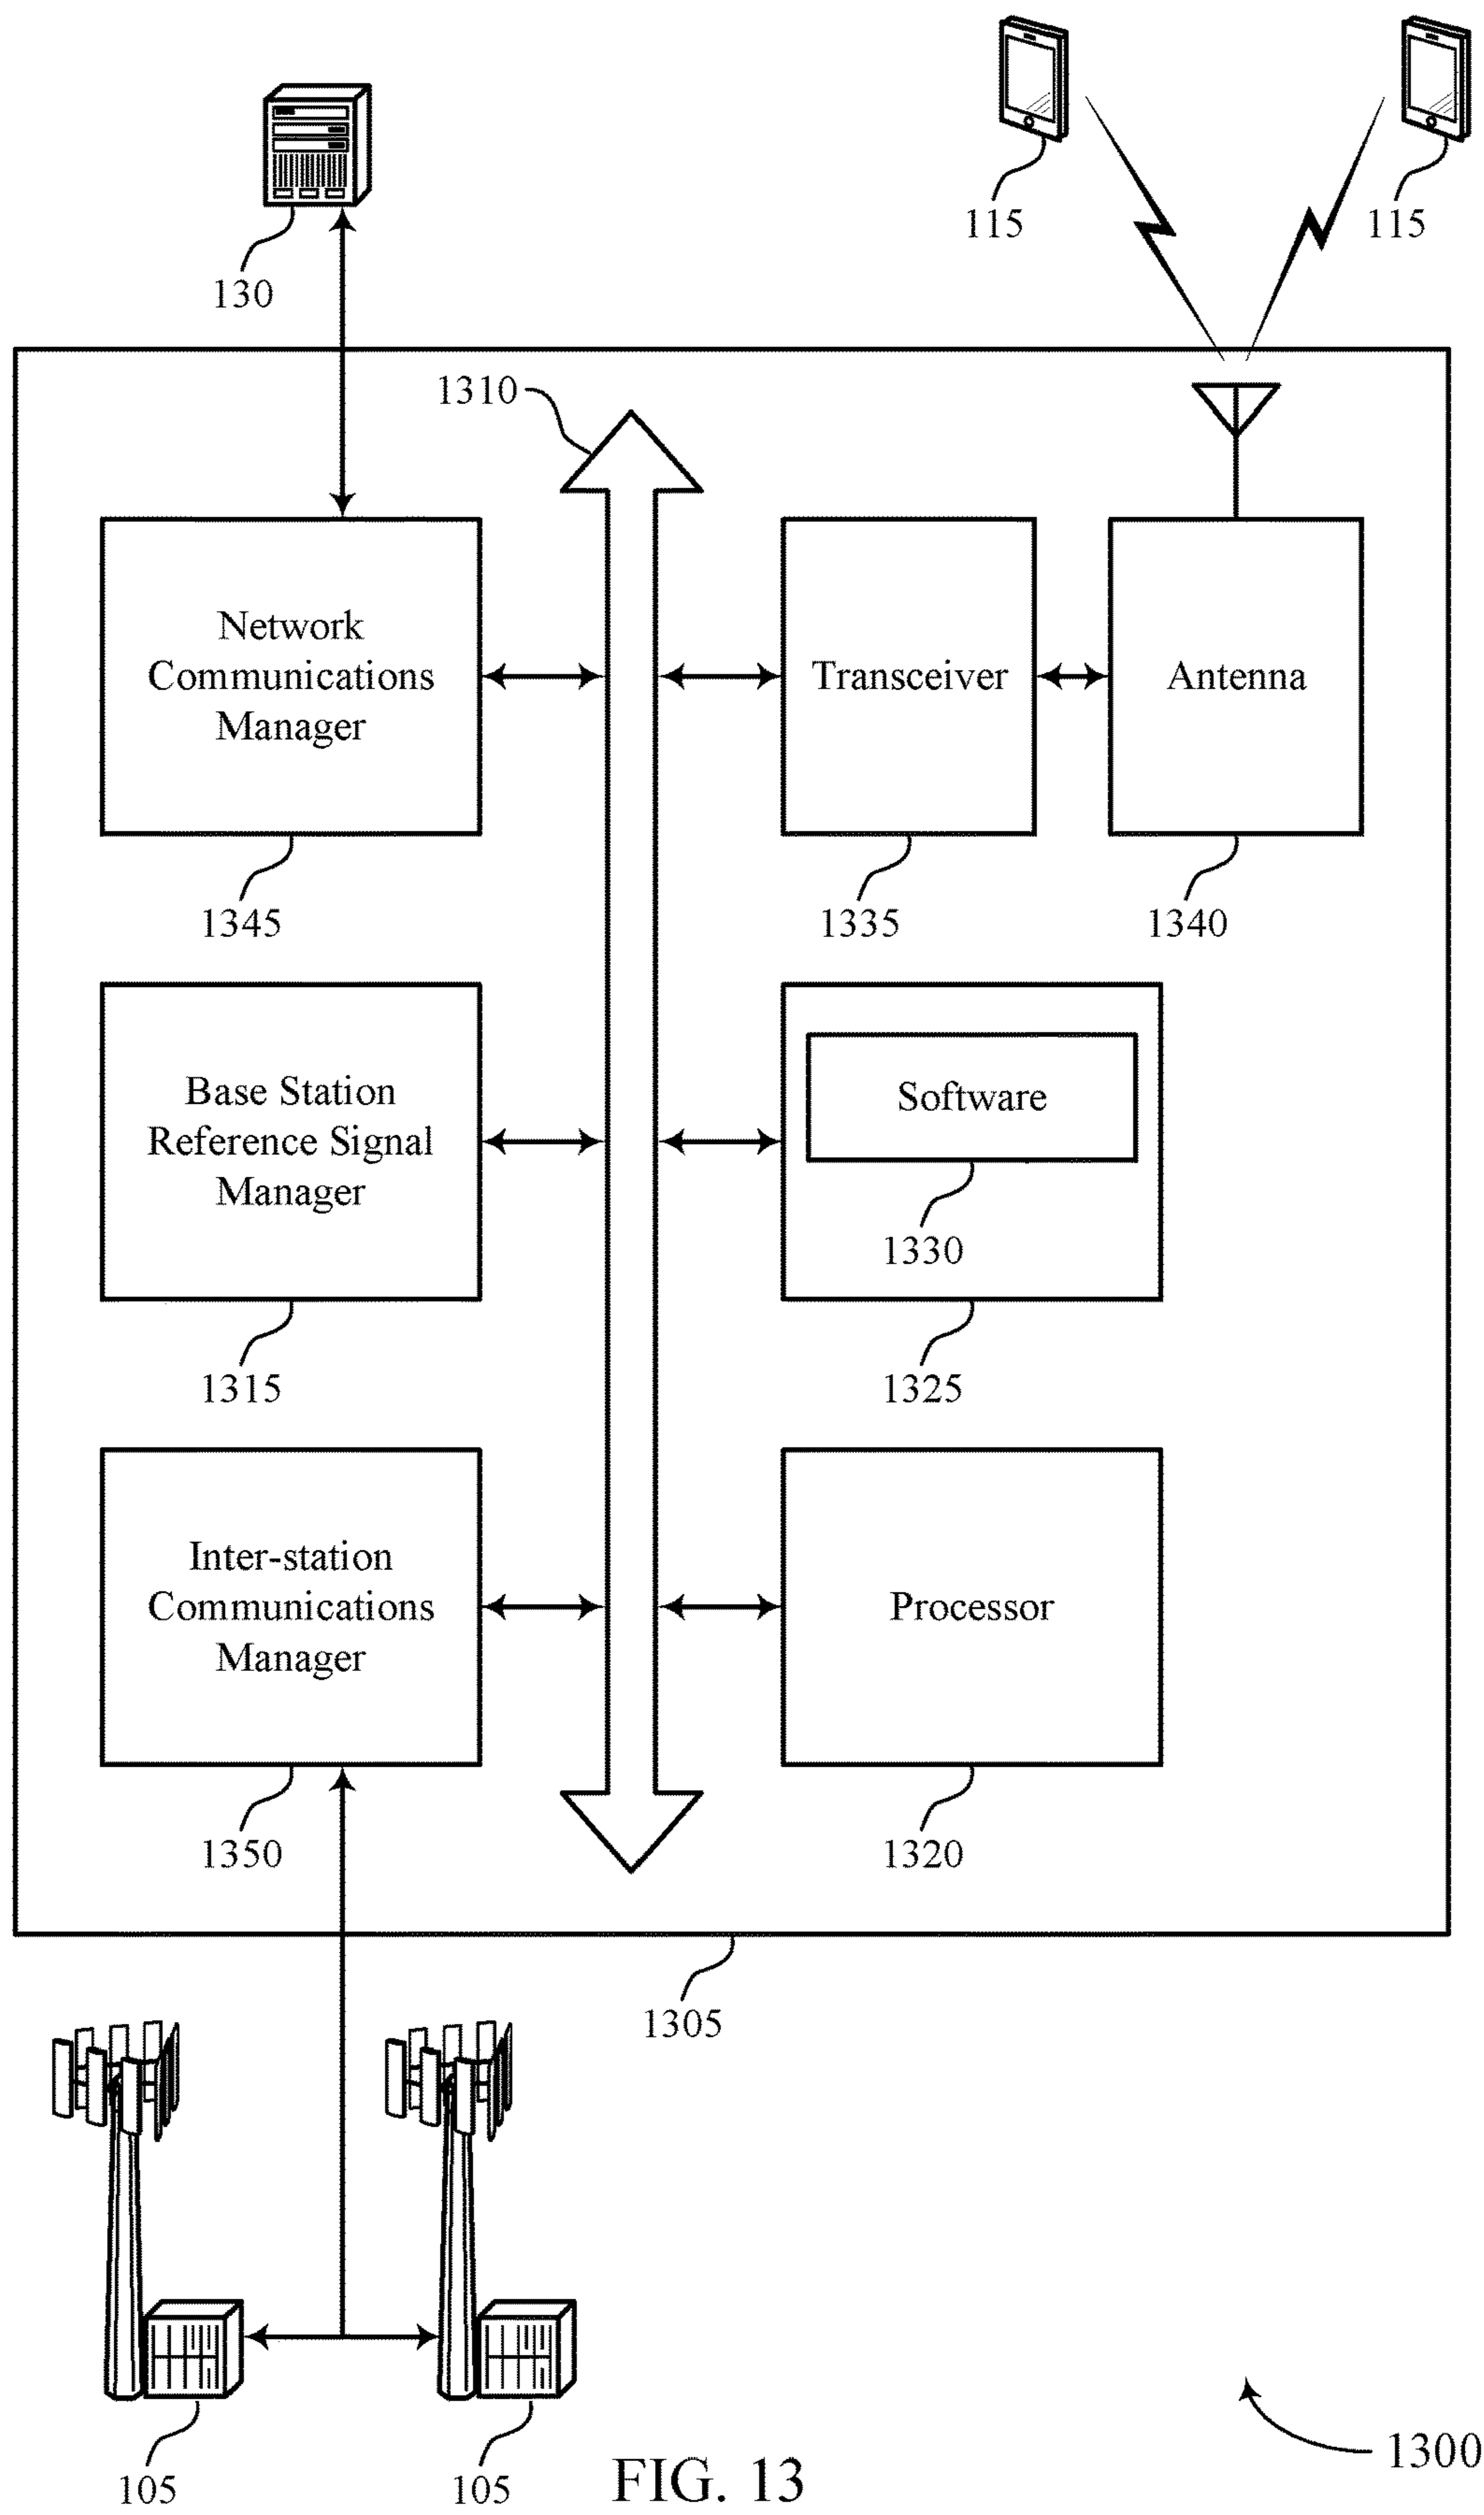 115
115
130
1310
Network
Communications
Manager
Transceiver
Antenna
1345
1335
1340
Base Station
Reference Signal
Manager
Software
1330
1315
1325
Inter-station
Communications
Manager
Processor
1350
1320
1305
105
105
FIG. 13
1300